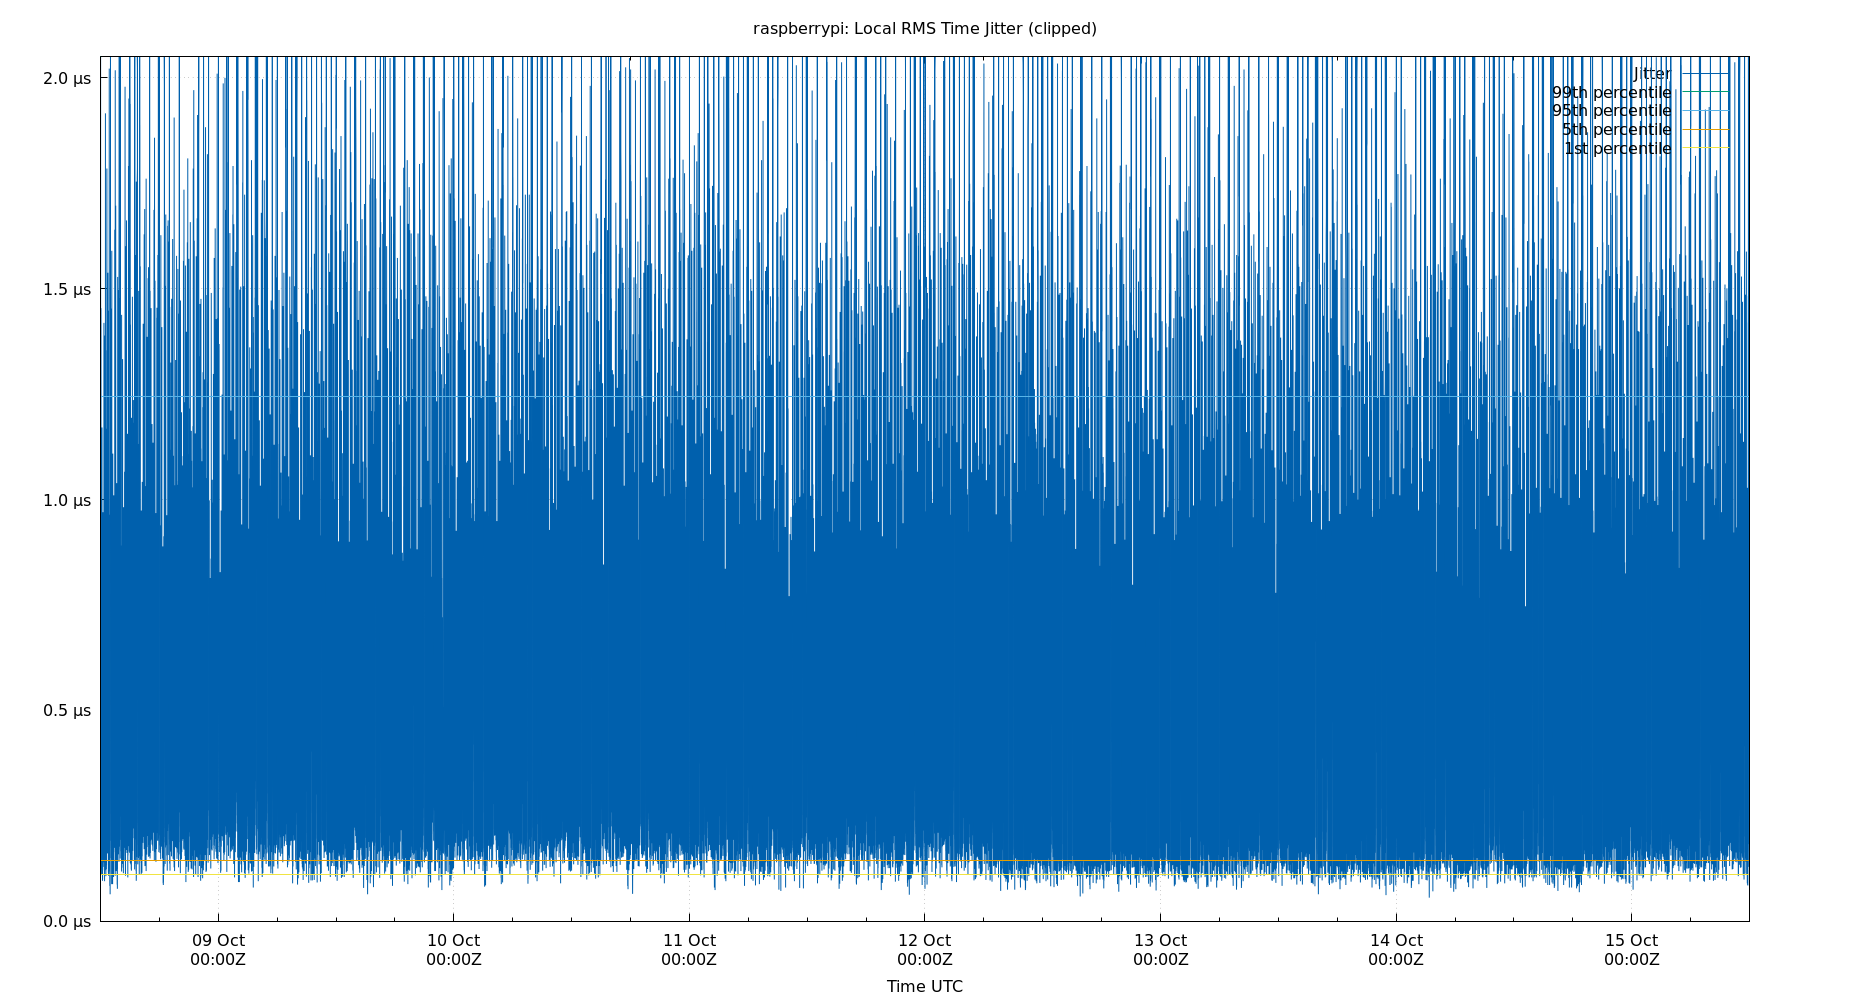 raspberrypi: Local RMS Time Jitter (clipped)
2.0 µs
Jitter
99th percentile
95th percentile
5th percentile
1st percentile
1.5 µs
1.0 µs
0.5 µs
0.0 µs
09 Oct 10 Oct 11 Oct 12 Oct 13 Oct 14 Oct 15 Oct
00:00Z 00:00Z 00:00Z 00:00Z 00:00Z 00:00Z 00:00Z
Time UTC